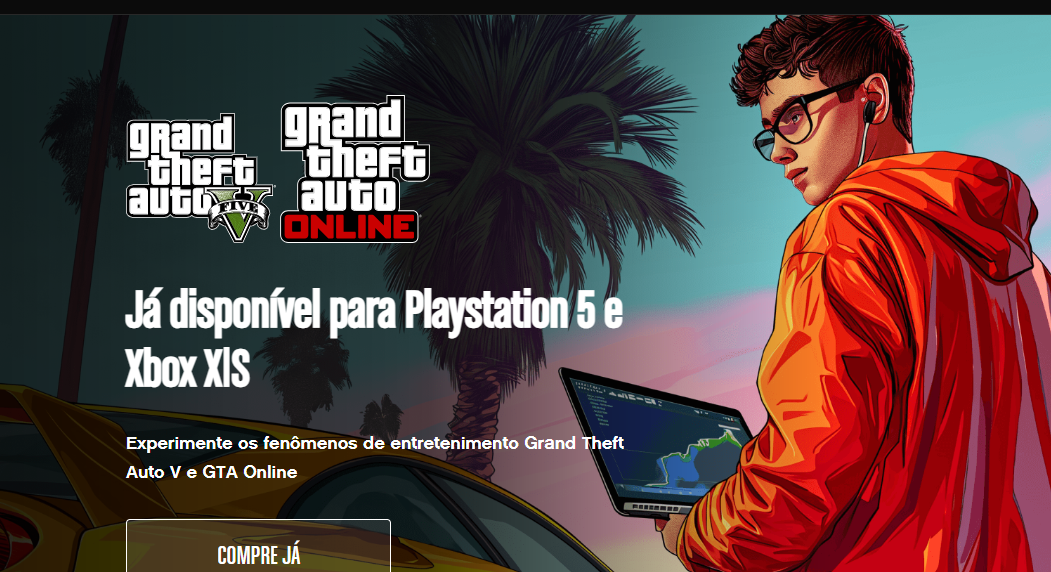 grand
theft
auto
FIVE
grand
theft
auto
ONLINE
Já disponível para Playstation 5 e
Xbox X|S
Experimente os fenômenos de entretenimento Grand Theft
Auto V e GTA Online
COMPRE JÁ